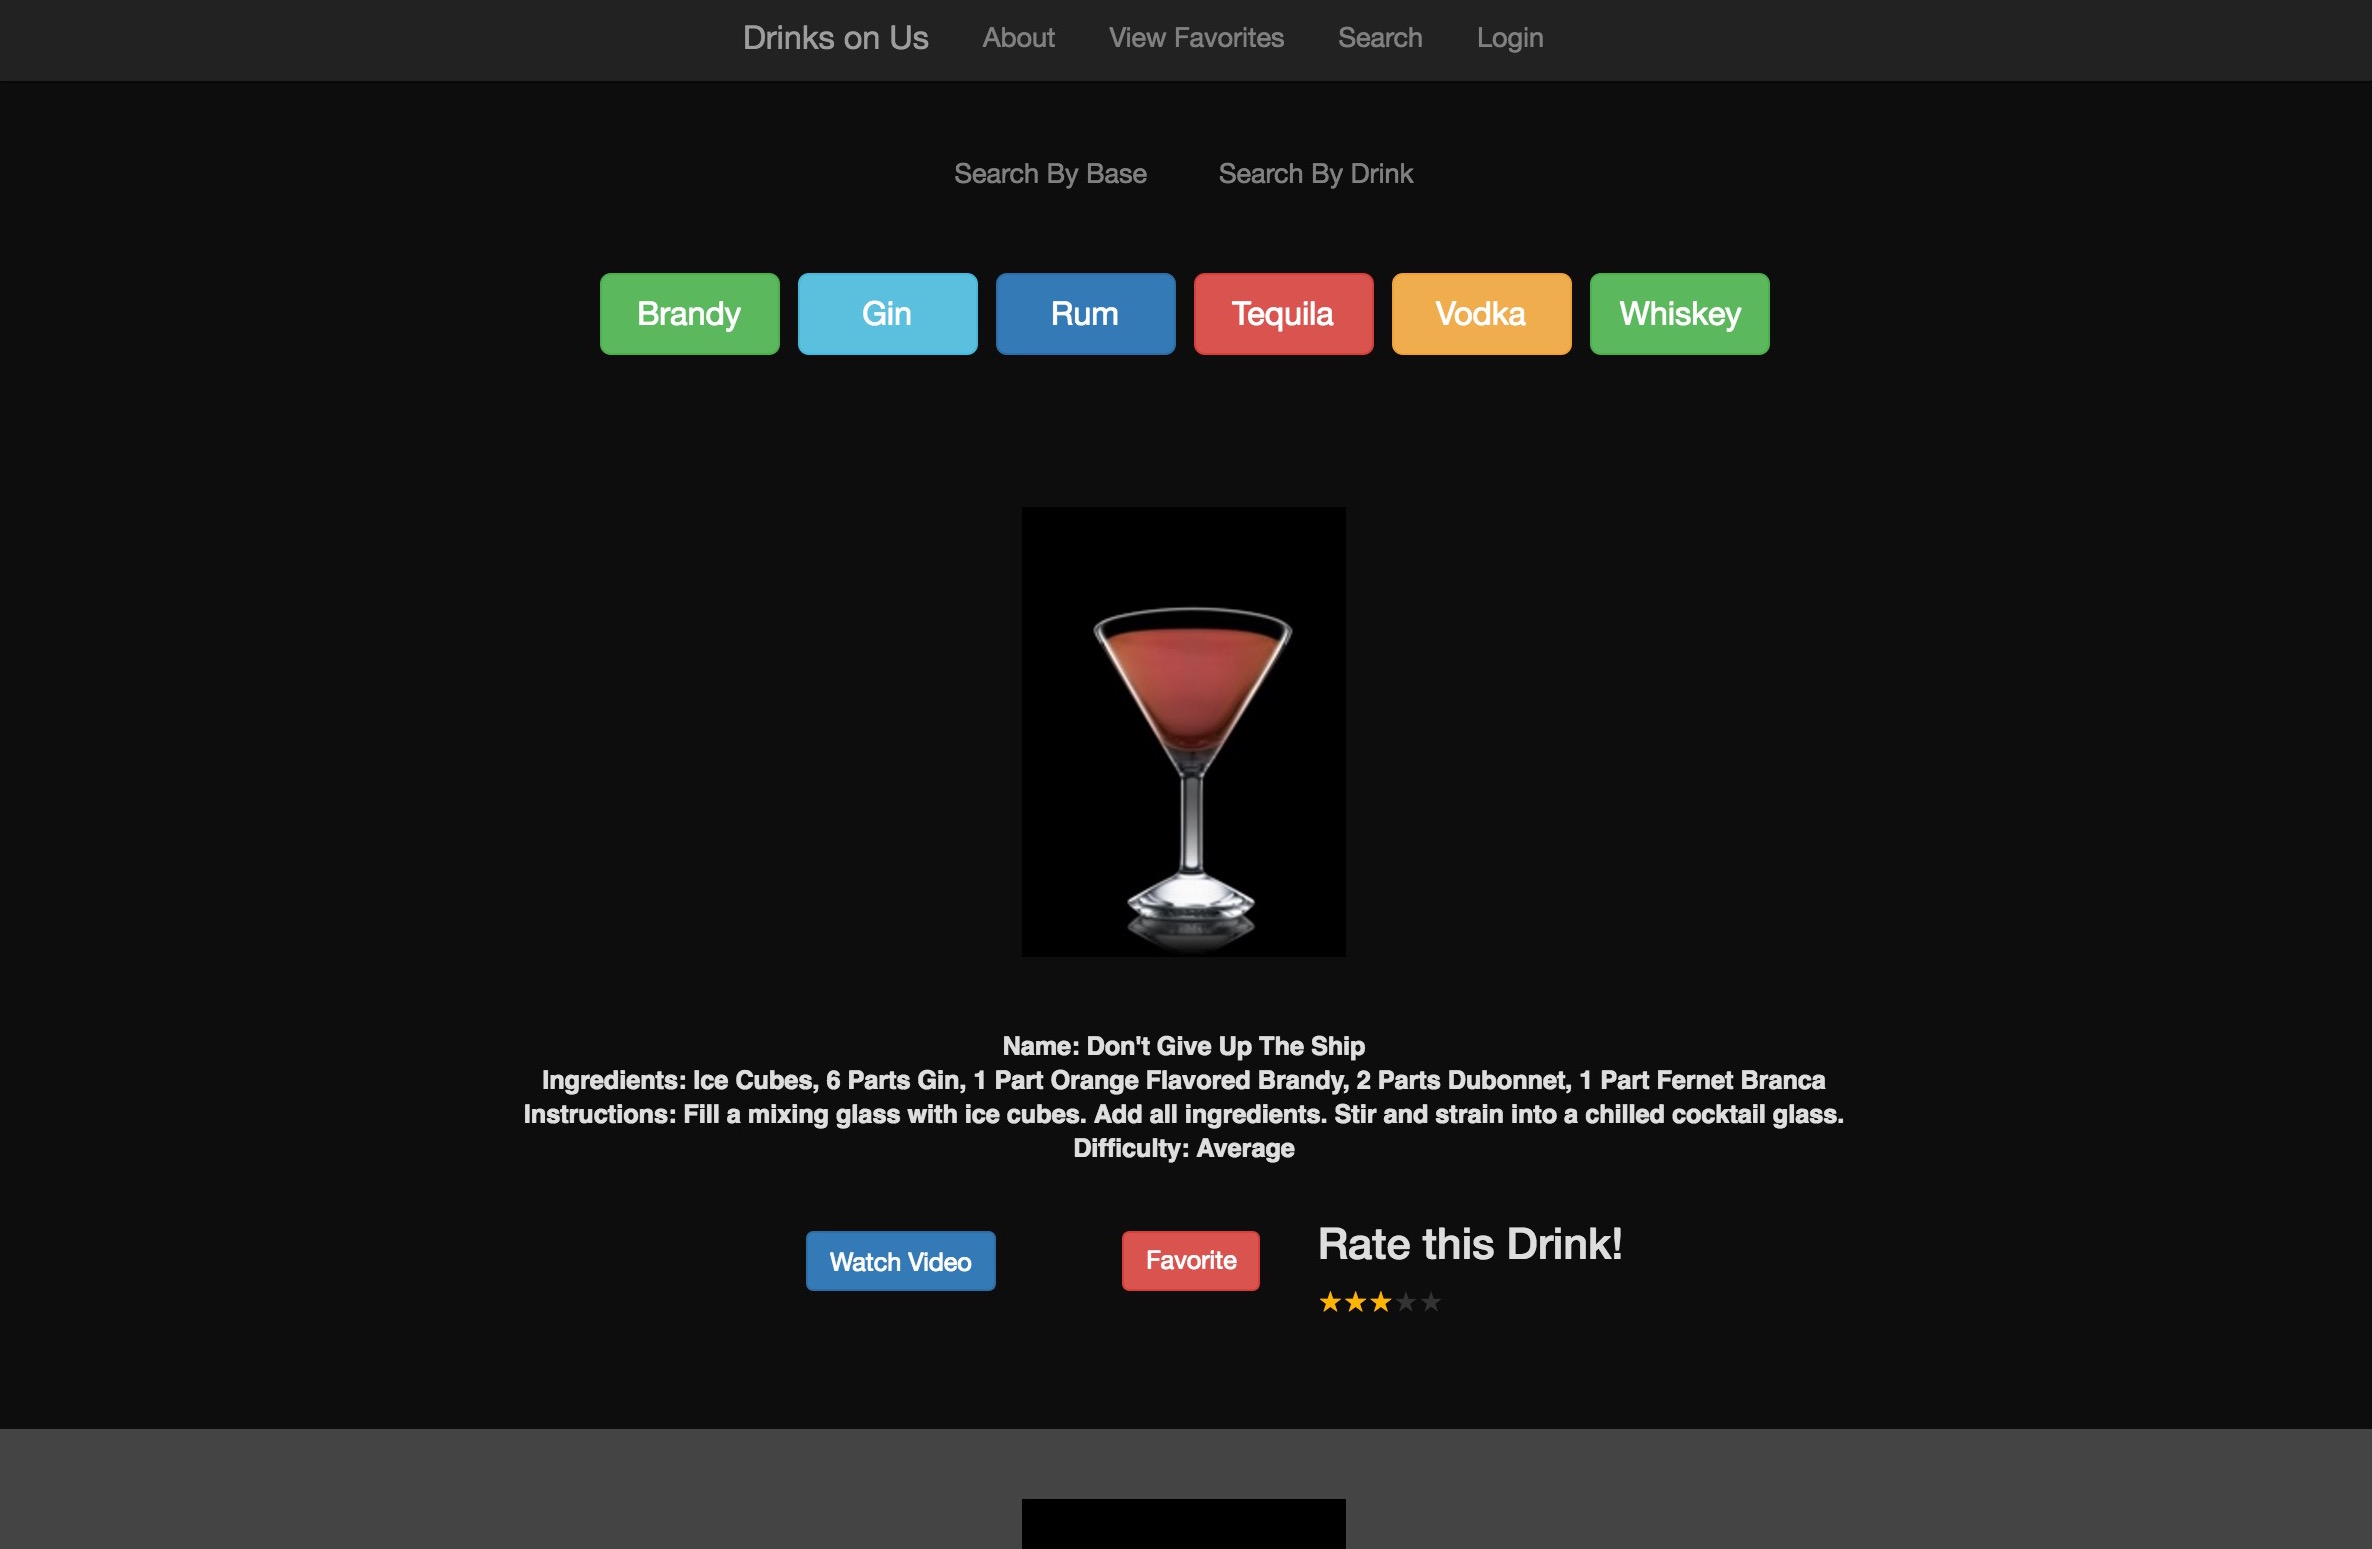 Drinks on Us About View Favorites Search Login
Search By Base Search By Drink
Brandy Gin Rum Tequila Vodka Whiskey
Name: Don't Give Up The Ship
Ingredients: Ice Cubes, 6 Parts Gin, 1 Part Orange Flavored Brandy, 2 Parts Dubonnet, 1 Part Fernet Branca
Instructions: Fill a mixing glass with ice cubes. Add all ingredients. Stir and strain into a chilled cocktail glass.
Difficulty: Average
Watch Video Favorite Rate this Drink!